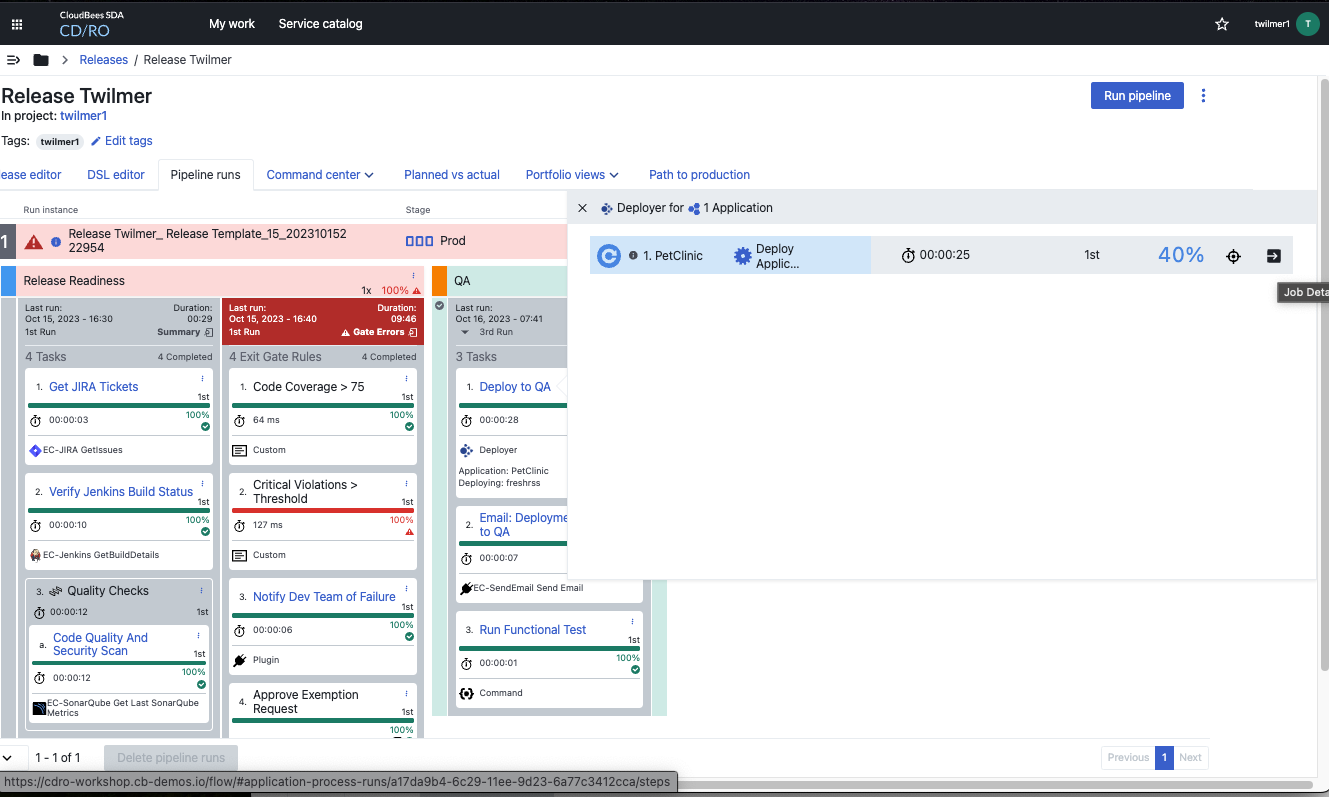 CloudBees SDA
CD/RO
My work
Service catalog
twilmer1
T
Releases / Release Twilmer
Release Twilmer
In project: twilmer1
Run pipeline
Tags: twilmer1 Edit tags
ease editor
DSL editor
Pipeline runs
Command center
Planned vs actual
Portfolio views
Path to production
Run instance
Stage
1
Release Twilmer_ Release Template_15_202310152
22954
Prod
Release Readiness
1x 100%
Last run:
Oct 15, 2023 - 16:30
1st Run
Duration:
00:29
Summary
4 Tasks
4 Completed
1. Get JIRA Tickets
1st
100%
00:00:03
EC-JIRA GetIssues
2. Verify Jenkins Build Status
1st
100%
00:00:10
EC-Jenkins GetBuildDetails
3. Quality Checks
00:00:12
1st
a. Code Quality And
Security Scan
1st
100%
00:00:12
EC-SonarQube Get Last SonarQube
Metrics
Last run:
Oct 15, 2023 - 16:40
1st Run
Duration:
09:46
Gate Errors
4 Exit Gate Rules
4 Completed
1. Code Coverage > 75
1st
100%
64 ms
Custom
2. Critical Violations >
Threshold
1st
100%
127 ms
Custom
3. Notify Dev Team of Failure
1st
100%
00:00:06
Plugin
4. Approve Exemption
Request
1st
100%
QA
Last run:
Oct 16, 2023 - 07:41
3rd Run
3 Tasks
1. Deploy to QA
00:00:28
Deployer
Application: PetClinic
Deploying: freshrss
2. Email: Deployme
to QA
00:00:07
EC-SendEmail Send Email
3. Run Functional Test
1st
100%
00:00:01
Command
Deployer for 1 Application
1. PetClinic
Deploy
Applic...
00:00:25
1st
40%
Job Deta
1 - 1 of 1
Delete pipeline runs
Previous
1
Next
https://cdro-workshop.cb-demos.io/flow/#application-process-runs/a17da9b4-6c29-11ee-9d23-6a77c3412cca/steps